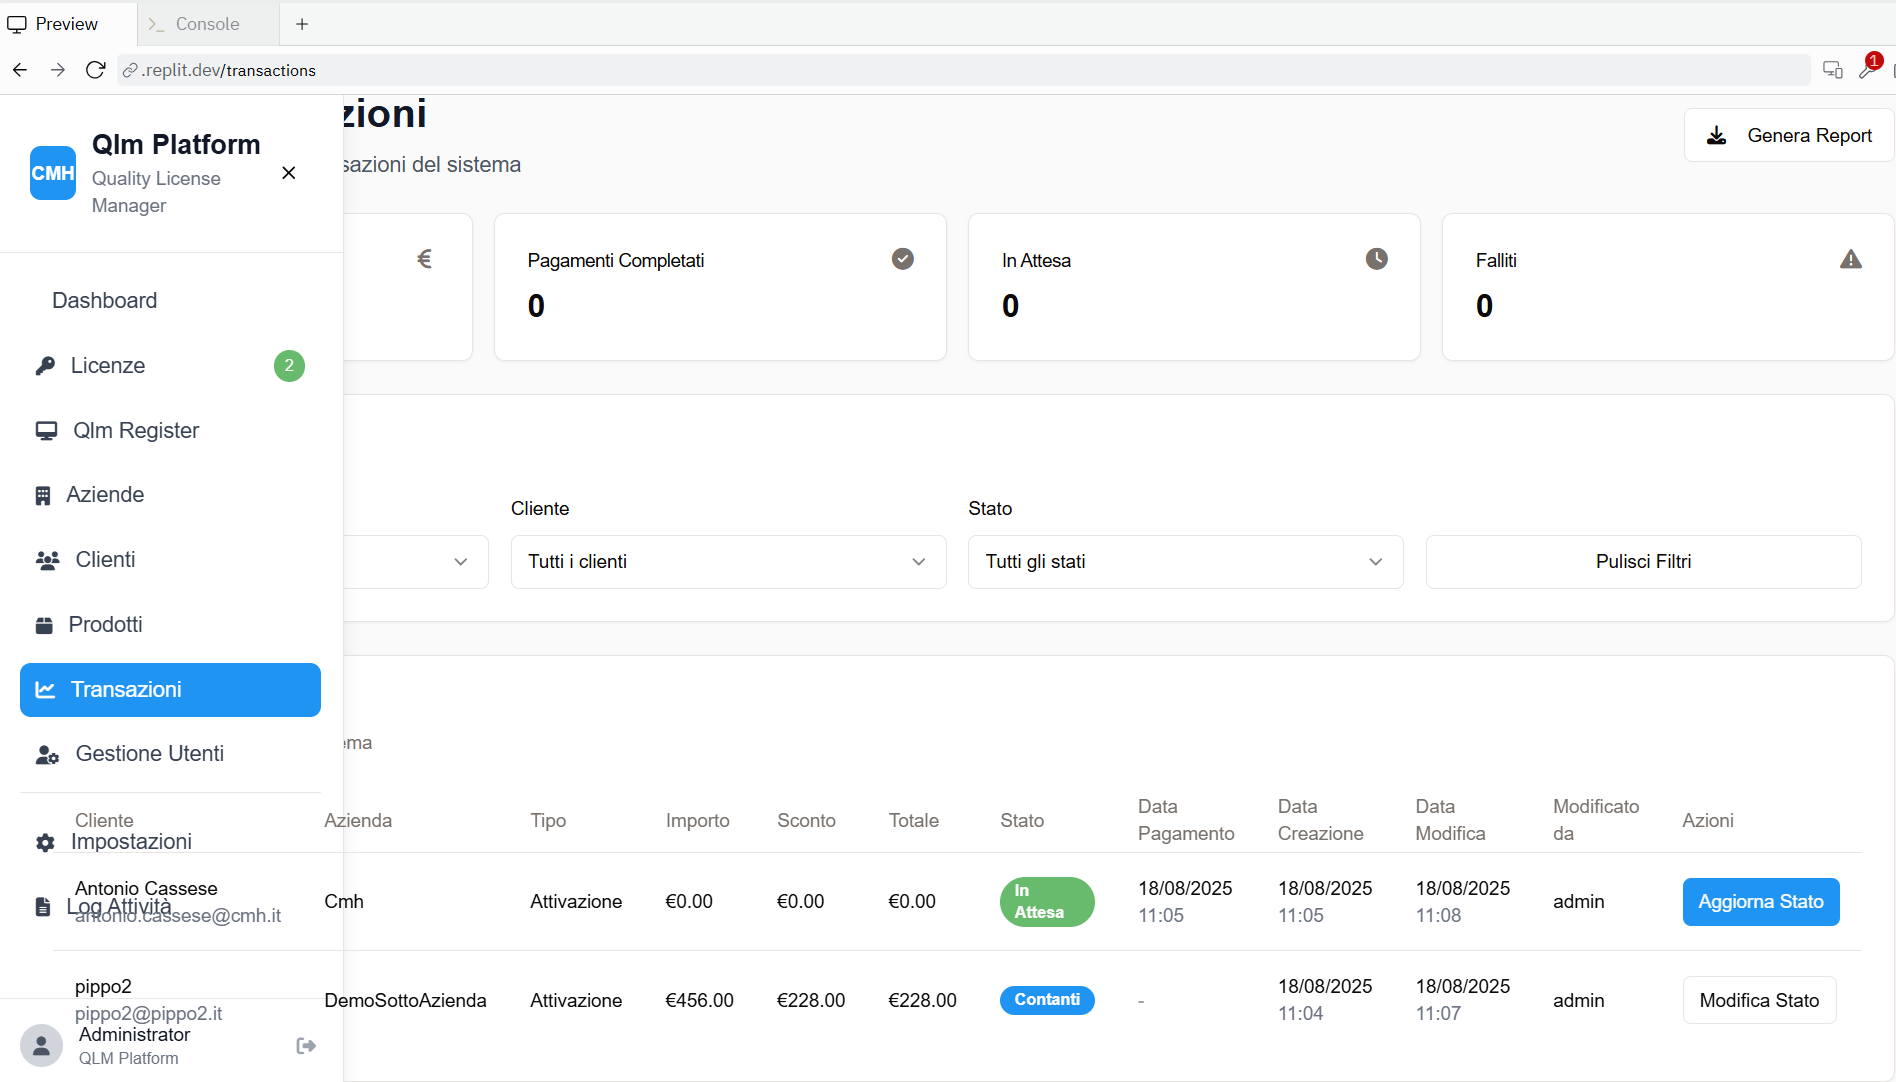 Preview
Console
.replit.dev/transactions
1
CMH
Qlm Platform
Quality License
Manager
Dashboard
Licenze
2
Qlm Register
Aziende
Clienti
Prodotti
Transazioni
Gestione Utenti
Impostazioni
Log Attività
Administrator
QLM Platform
zioni
sazioni del sistema
Genera Report
€
Pagamenti Completati
0
In Attesa
0
Falliti
0
Cliente
Tutti i clienti
Stato
Tutti gli stati
Pulisci Filtri
ema
Cliente
Azienda
Tipo
Importo
Sconto
Totale
Stato
Data
Pagamento
Data
Creazione
Data
Modifica
Modificato
da
Azioni
Antonio Cassese
antonio.cassese@cmh.it
Cmh
Attivazione
€0.00
€0.00
€0.00
In
Attesa
18/08/2025
11:05
18/08/2025
11:05
18/08/2025
11:08
admin
Aggiorna Stato
pippo2
pippo2@pippo2.it
DemoSottoAzienda
Attivazione
€456.00
€228.00
€228.00
Contanti
-
18/08/2025
11:04
18/08/2025
11:07
admin
Modifica Stato